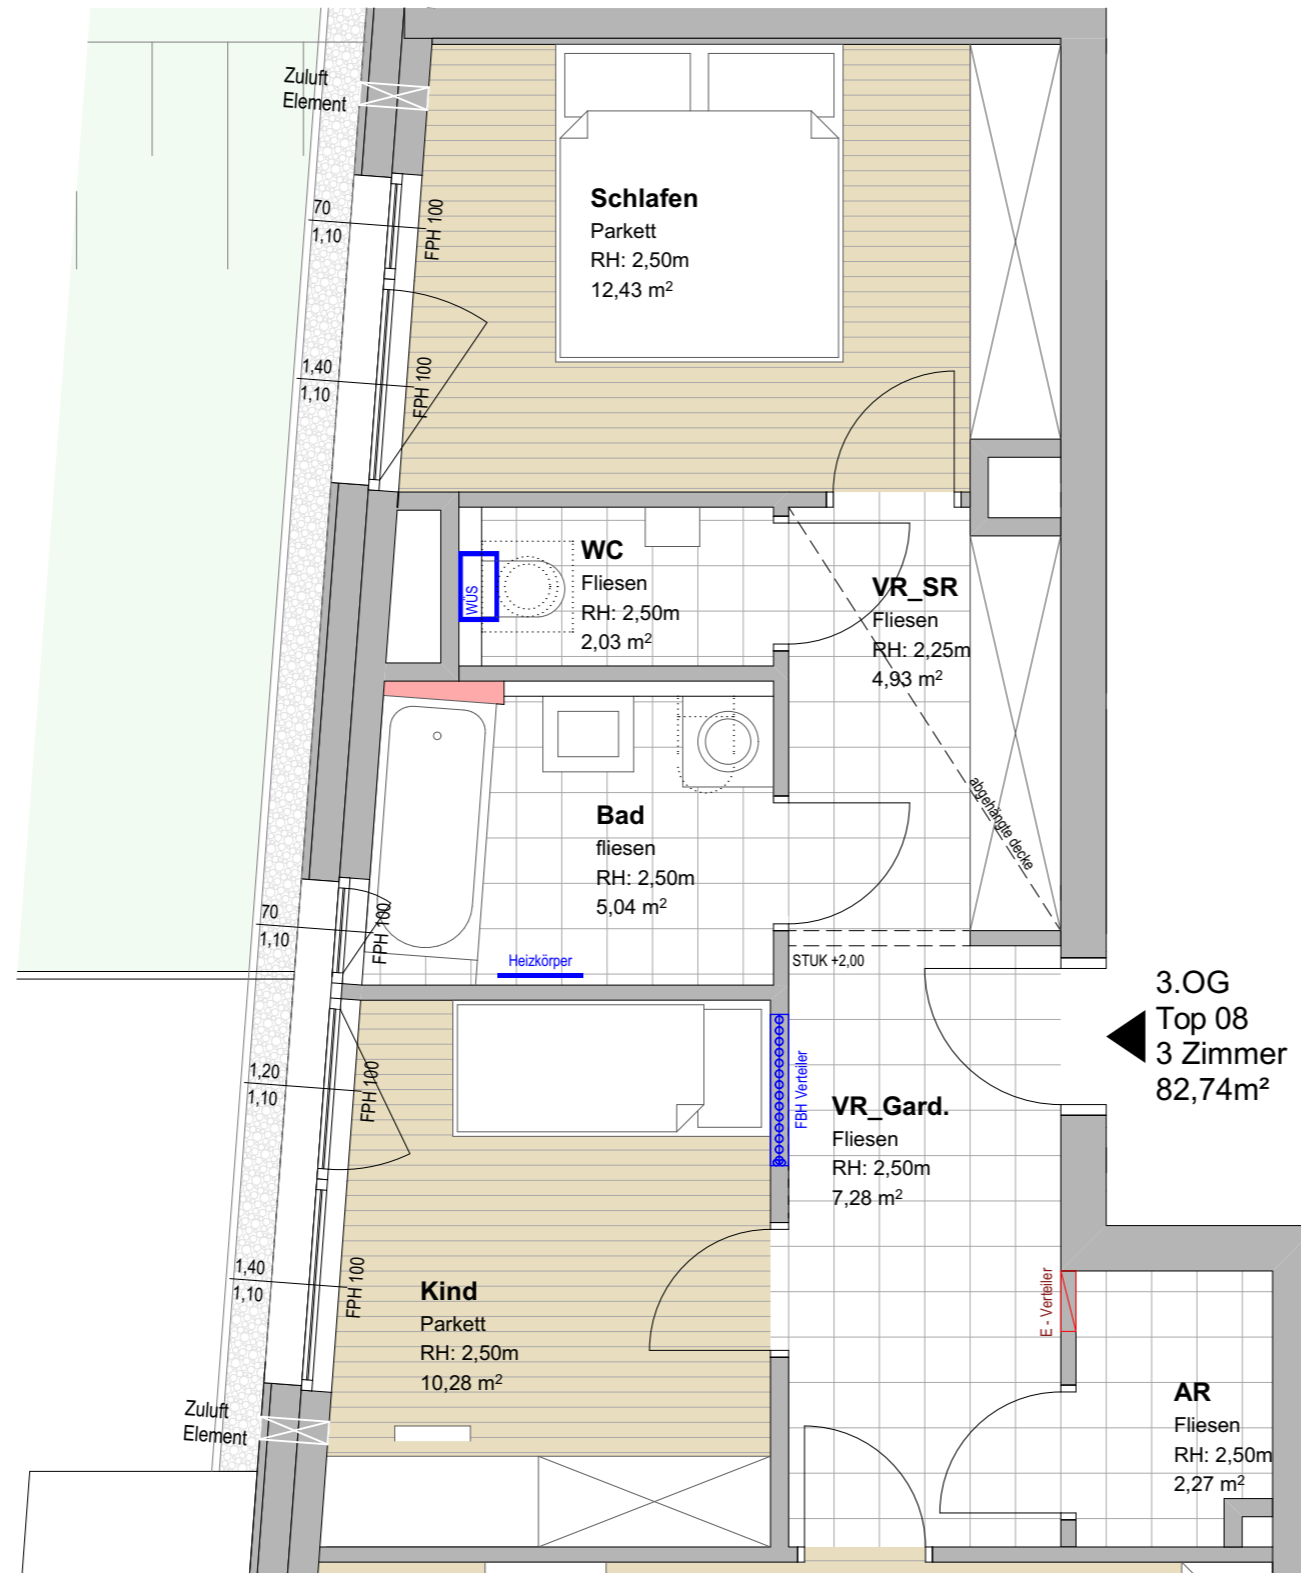 Zuluft
Element
70
1,10
FPH 100
Schlafen
Parkett
RH: 2,50m
12,43 m²
1,40
1,10
FPH 100
WC
Fliesen
RH: 2,50m
2,03 m²
WÜS
VR_SR
Fliesen
RH: 2,25m
4,93 m²
abgehängte decke
Bad
fliesen
RH: 2,50m
5,04 m²
70
1,10
FPH 100
Heizkörper
STUK +2,00
3.OG
Top 08
3 Zimmer
82,74m²
1,20
1,10
FPH 100
FBH Verteiler
VR_Gard.
Fliesen
RH: 2,50m
7,28 m²
1,40
1,10
FPH 100
Kind
Parkett
RH: 2,50m
10,28 m²
E - Verteiler
AR
Fliesen
RH: 2,50m
2,27 m²
Zuluft
Element